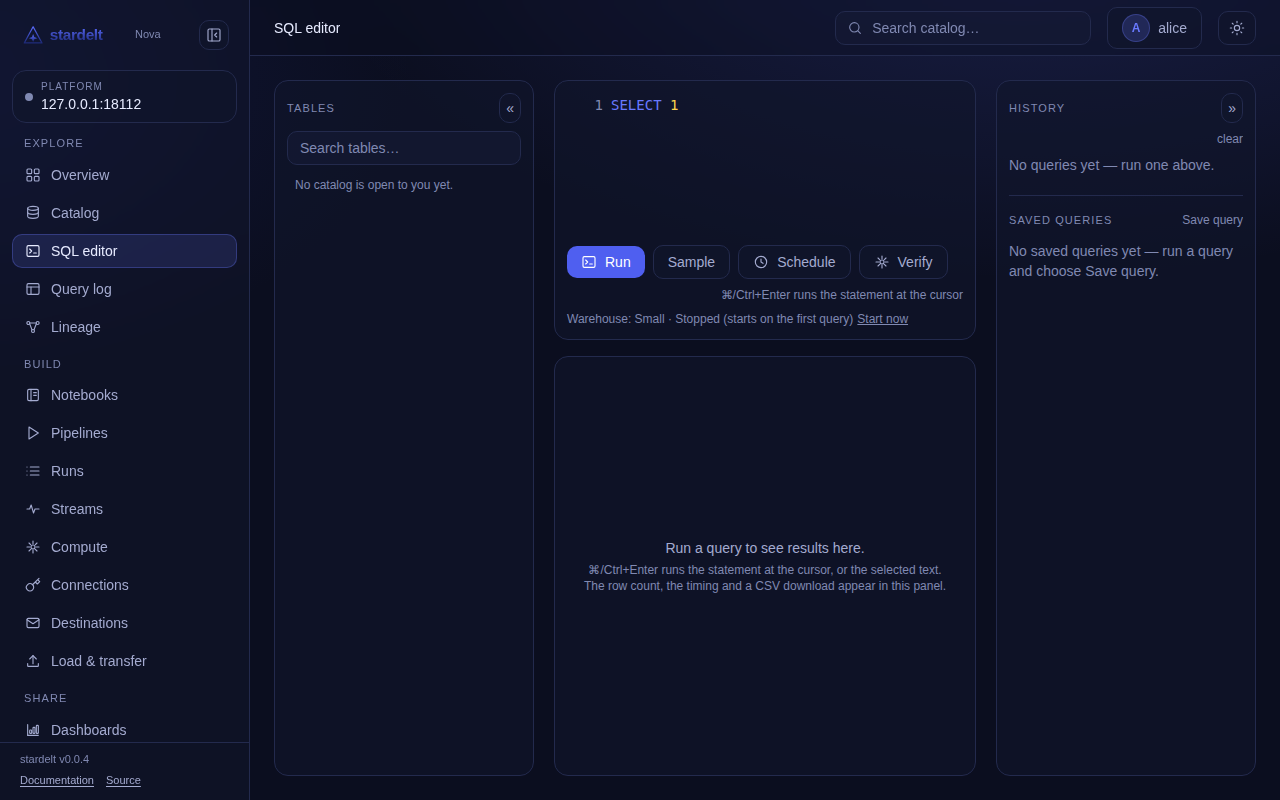 stardelt
Nova
PLATFORM
127.0.0.1:18112
EXPLORE
Overview
Catalog
SQL editor
Query log
Lineage
BUILD
Notebooks
Pipelines
Runs
Streams
Compute
Connections
Destinations
Load & transfer
SHARE
Dashboards
stardelt v0.0.4
Documentation Source
SQL editor
Search catalog…
A alice
TABLES «
Search tables…
No catalog is open to you yet.
1 SELECT 1
Run Sample Schedule Verify
⌘/Ctrl+Enter runs the statement at the cursor
Warehouse: Small · Stopped (starts on the first query) Start now
Run a query to see results here.
⌘/Ctrl+Enter runs the statement at the cursor, or the selected text.
The row count, the timing and a CSV download appear in this panel.
HISTORY »
clear
No queries yet — run one above.
SAVED QUERIES Save query
No saved queries yet — run a query
and choose Save query.